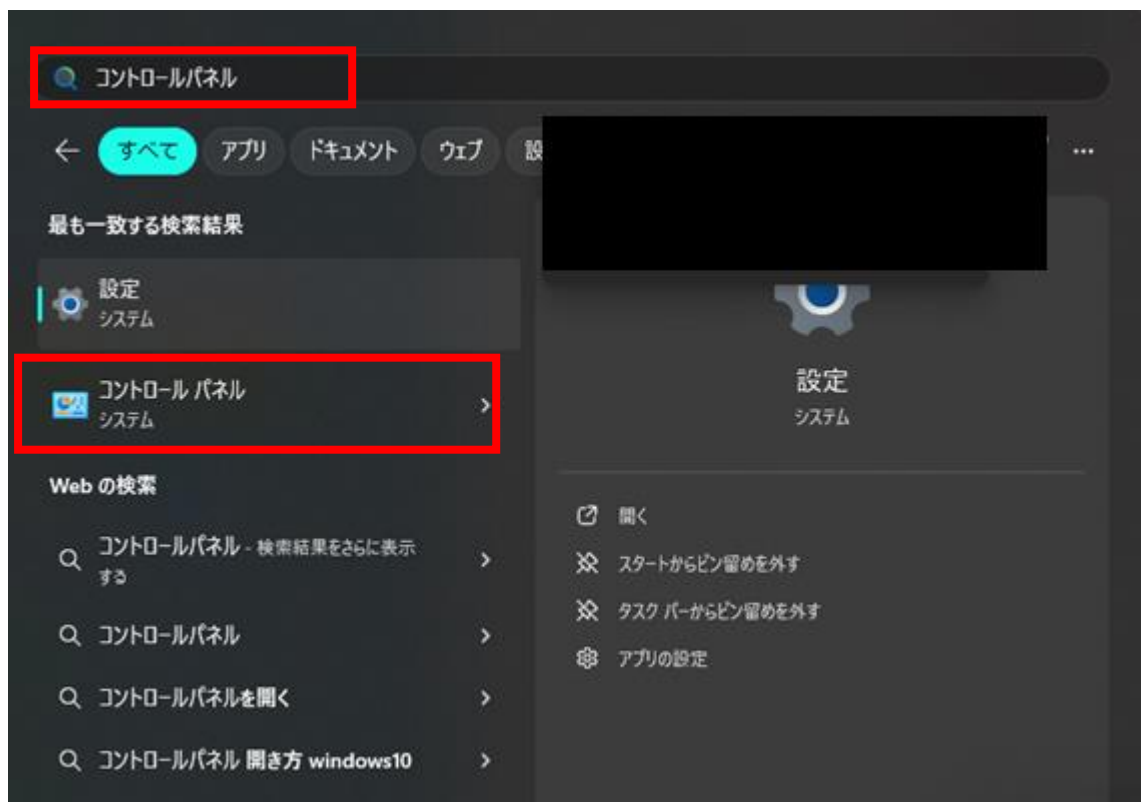 コントロールパネル
すべて アプリ ドキュメント ウェブ 設
最も一致する検索結果
設定
システム
コントロール パネル
システム
Web の検索
コントロールパネル - 検索結果をさらに表示
する
コントロールパネル
コントロールパネルを開く
コントロールパネル 開き方 windows10
設定
システム
開く
スタートからピン留めを外す
タスク バーからピン留めを外す
アプリの設定